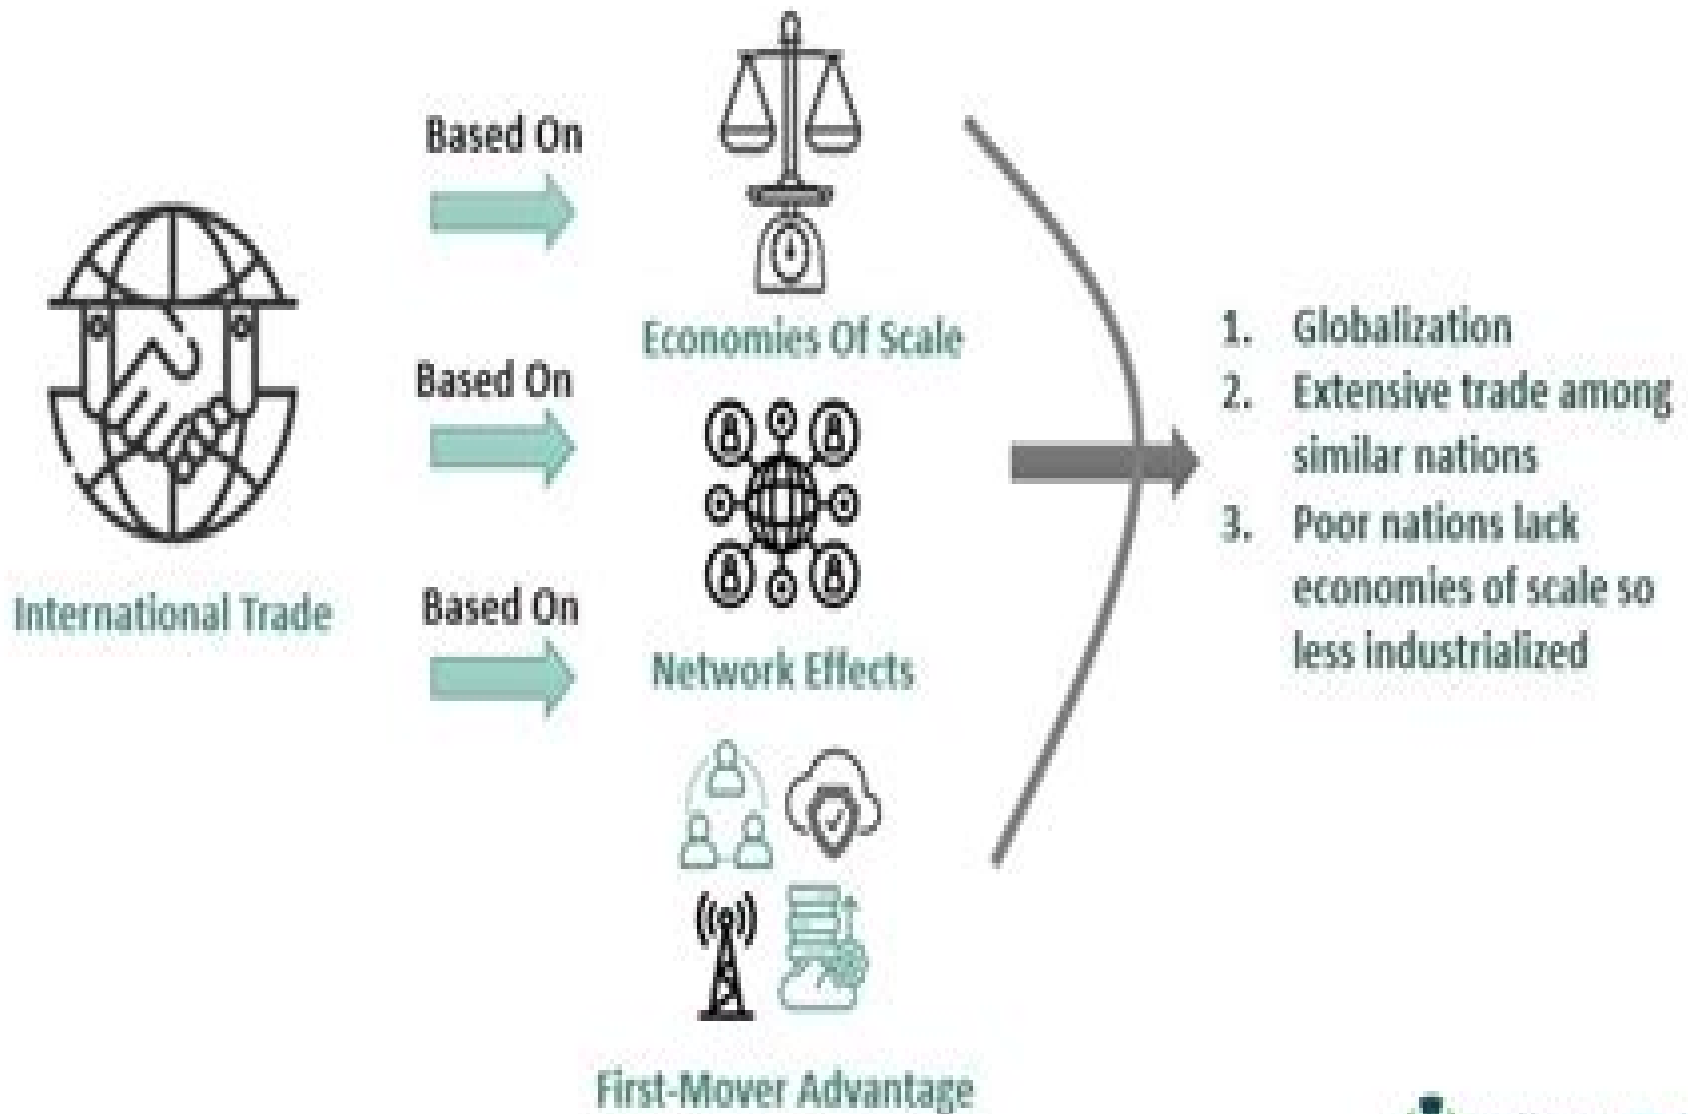 Based On
Economies Of Scale
Based On
International Trade
Based On
Network Effects
First-Mover Advantage
1. Globalization
2. Extensive trade among
similar nations
3. Poor nations lack
economies of scale so
less industrialized